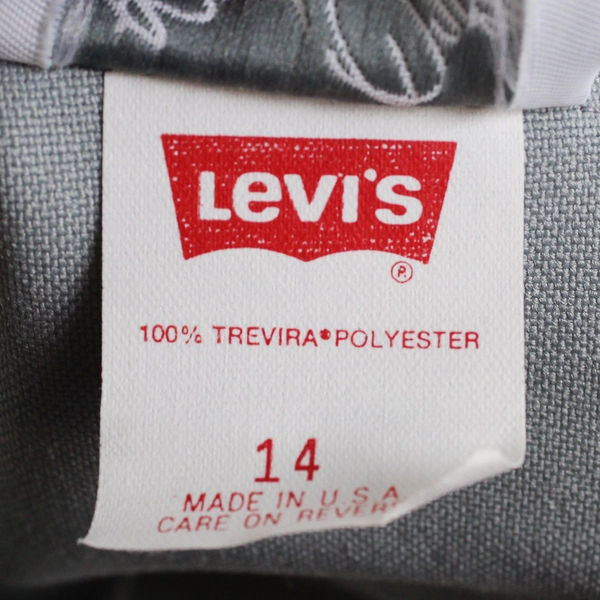 Levi's
®
100% TREVIRA® POLYESTER
14
MADE IN U.S.A
CARE ON